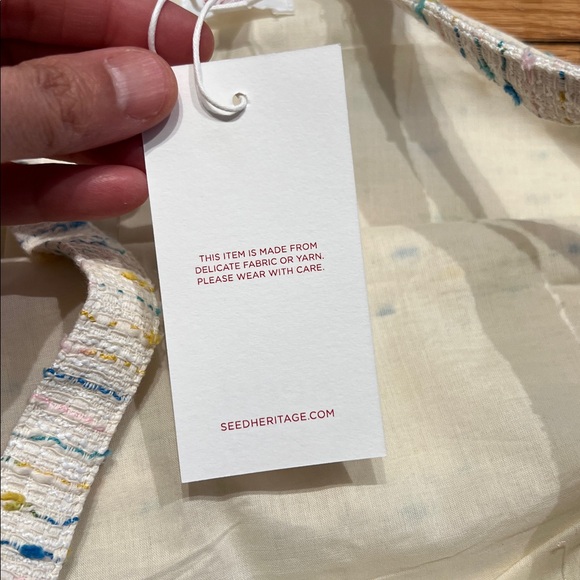 THIS ITEM IS MADE FROM
DELICATE FABRIC OR YARN.
PLEASE WEAR WITH CARE.
SEEDHERITAGE.COM